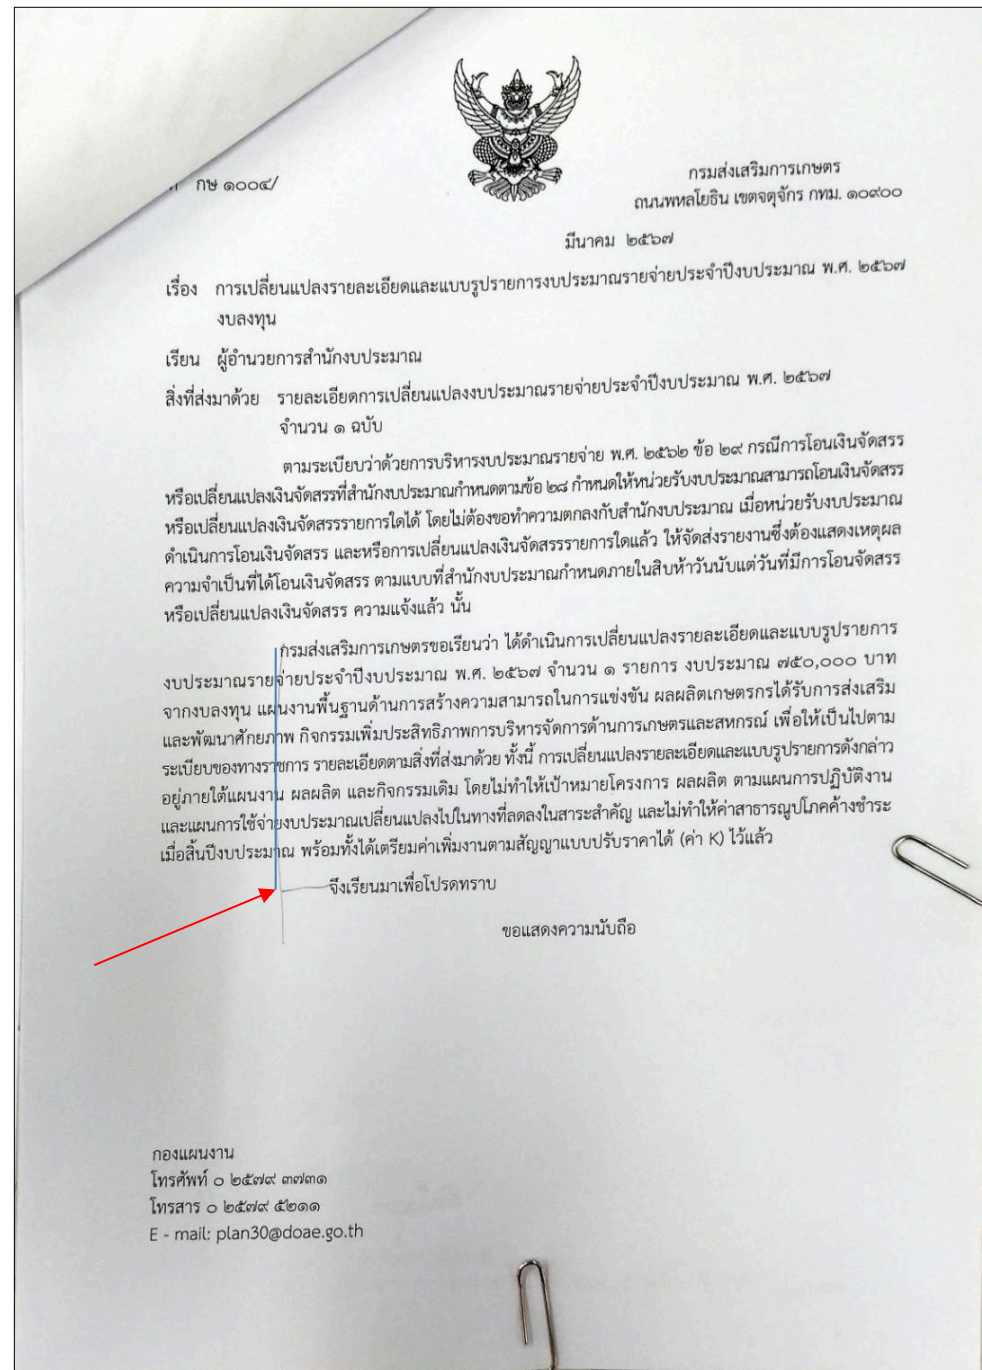 กษ ๑๐๐๔/
กรมส่งเสริมการเกษตร
ถนนพหลโยธิน เขตจตุจักร กทม. ๑๐๙๐๐
มีนาคม ๒๕๖๗
เรื่อง การเปลี่ยนแปลงรายละเอียดและแบบรูปรายการงบประมาณรายจ่ายประจำปีงบประมาณ พ.ศ. ๒๕๖๗
งบลงทุน
เรียน ผู้อำนวยการสำนักงบประมาณ
สิ่งที่ส่งมาด้วย รายละเอียดการเปลี่ยนแปลงงบประมาณรายจ่ายประจำปีงบประมาณ พ.ศ. ๒๕๖๗
จำนวน ๑ ฉบับ
ตามระเบียบว่าด้วยการบริหารงบประมาณรายจ่าย พ.ศ. ๒๕๖๒ ข้อ ๒๙ กรณีการโอนเงินจัดสรร
หรือเปลี่ยนแปลงเงินจัดสรรที่สำนักงบประมาณกำหนดตามข้อ ๒๘ กำหนดให้หน่วยรับงบประมาณสามารถโอนเงินจัดสรร
หรือเปลี่ยนแปลงเงินจัดสรรรายการใดได้ โดยไม่ต้องขอทำความตกลงกับสำนักงบประมาณ เมื่อหน่วยรับงบประมาณ
ดำเนินการโอนเงินจัดสรร และหรือการเปลี่ยนแปลงเงินจัดสรรรายการใดแล้ว ให้จัดส่งรายงานซึ่งต้องแสดงเหตุผล
ความจำเป็นที่ได้โอนเงินจัดสรร ตามแบบที่สำนักงบประมาณกำหนดภายในสิบห้าวันนับแต่วันที่มีการโอนจัดสรร
หรือเปลี่ยนแปลงเงินจัดสรร ความแจ้งแล้ว นั้น
กรมส่งเสริมการเกษตรขอเรียนว่า ได้ดำเนินการเปลี่ยนแปลงรายละเอียดและแบบรูปรายการ
งบประมาณรายจ่ายประจำปีงบประมาณ พ.ศ. ๒๕๖๗ จำนวน ๑ รายการ งบประมาณ ๗๕๐,๐๐๐ บาท
จากงบลงทุน แผนงานพื้นฐานด้านการสร้างความสามารถในการแข่งขัน ผลผลิตเกษตรกรได้รับการส่งเสริม
และพัฒนาศักยภาพ กิจกรรมเพิ่มประสิทธิภาพการบริหารจัดการด้านการเกษตรและสหกรณ์ เพื่อให้เป็นไปตาม
ระเบียบของทางราชการ รายละเอียดตามสิ่งที่ส่งมาด้วย ทั้งนี้ การเปลี่ยนแปลงรายละเอียดและแบบรูปรายการดังกล่าว
อยู่ภายใต้แผนงาน ผลผลิต และกิจกรรมเดิม โดยไม่ทำให้เป้าหมายโครงการ ผลผลิต ตามแผนการปฏิบัติงาน
และแผนการใช้จ่ายงบประมาณเปลี่ยนแปลงไปในทางที่ลดลงในสาระสำคัญ และไม่ทำให้ค่าสาธารณูปโภคค้างชำระ
เมื่อสิ้นปีงบประมาณ พร้อมทั้งได้เตรียมค่าเพิ่มงานตามสัญญาแบบปรับราคาได้ (ค่า K) ไว้แล้ว
จึงเรียนมาเพื่อโปรดทราบ
ขอแสดงความนับถือ
กองแผนงาน
โทรศัพท์ ๐ ๒๕๗๙ ๓๗๓๑
โทรสาร ๐ ๒๕๗๙ ๕๒๑๑
E - mail: plan30@doae.go.th